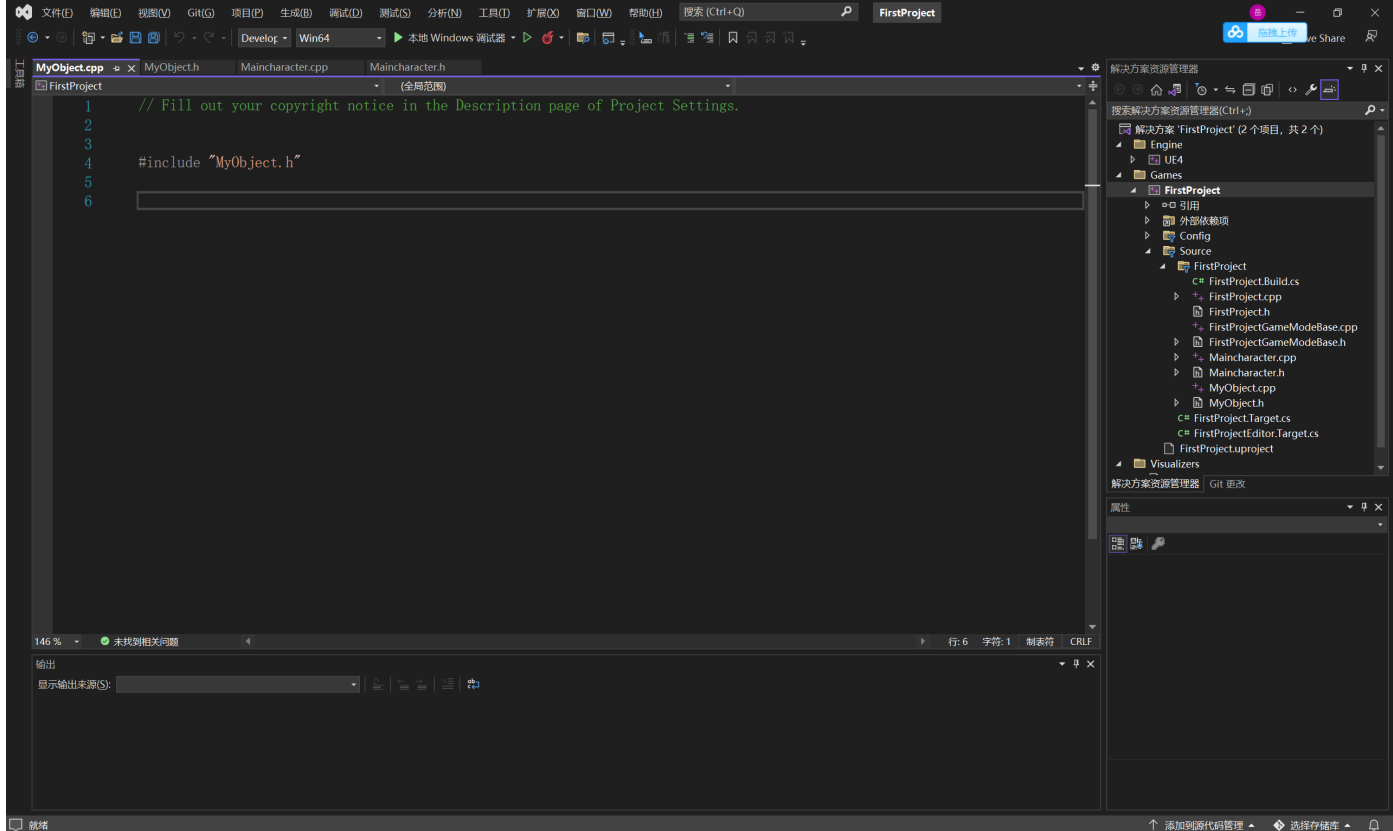 文件(F) 编辑(E) 视图(V) Git(G) 项目(P) 生成(B) 调试(D) 测试(S) 分析(N) 工具(T) 扩展(X) 窗口(W) 帮助(H) 搜索 (Ctrl+Q) FirstProject 岳
Develop Win64 本地 Windows 调试器 拖拽上传 ve Share
工具箱
MyObject.cpp MyObject.h Maincharacter.cpp Maincharacter.h
FirstProject (全局范围)
1 // Fill out your copyright notice in the Description page of Project Settings.
2
3
4 #include "MyObject.h"
5
6
146 % 未找到相关问题 行: 6 字符: 1 制表符 CRLF
输出
显示输出来源(S):
解决方案资源管理器
搜索解决方案资源管理器(Ctrl+;)
解决方案 'FirstProject' (2 个项目，共 2 个)
Engine
UE4
Games
FirstProject
引用
外部依赖项
Config
Source
FirstProject
C# FirstProject.Build.cs
FirstProject.cpp
FirstProject.h
FirstProjectGameModeBase.cpp
FirstProjectGameModeBase.h
Maincharacter.cpp
Maincharacter.h
MyObject.cpp
MyObject.h
C# FirstProject.Target.cs
C# FirstProjectEditor.Target.cs
FirstProject.uproject
Visualizers
解决方案资源管理器 Git 更改
属性
就绪 添加到源代码管理 选择存储库